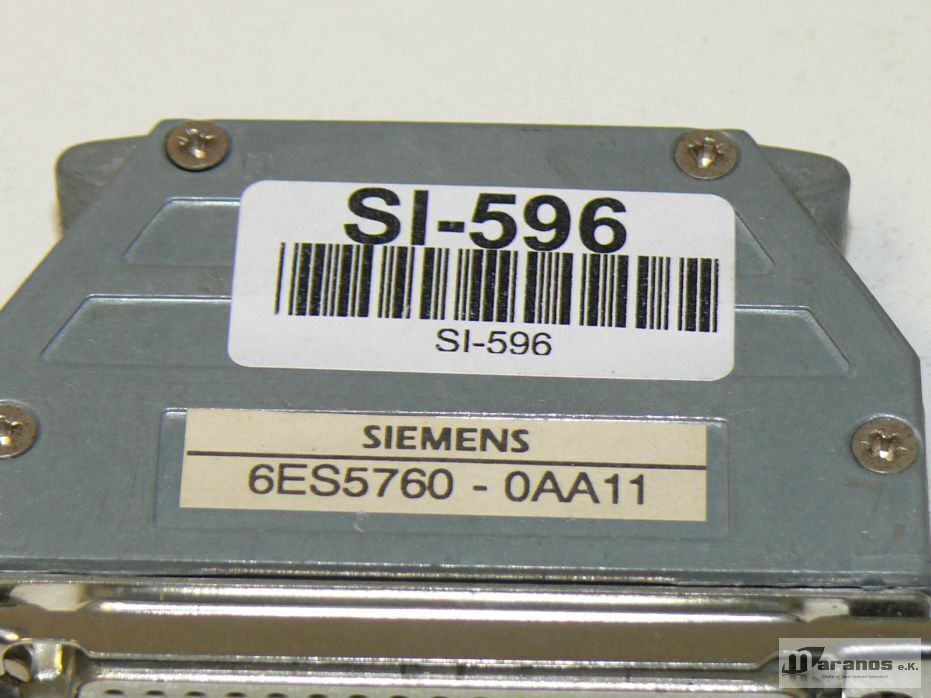 SI-596
SI-596
SIEMENS
6ES5760 - 0AA11
Maranos e.K.